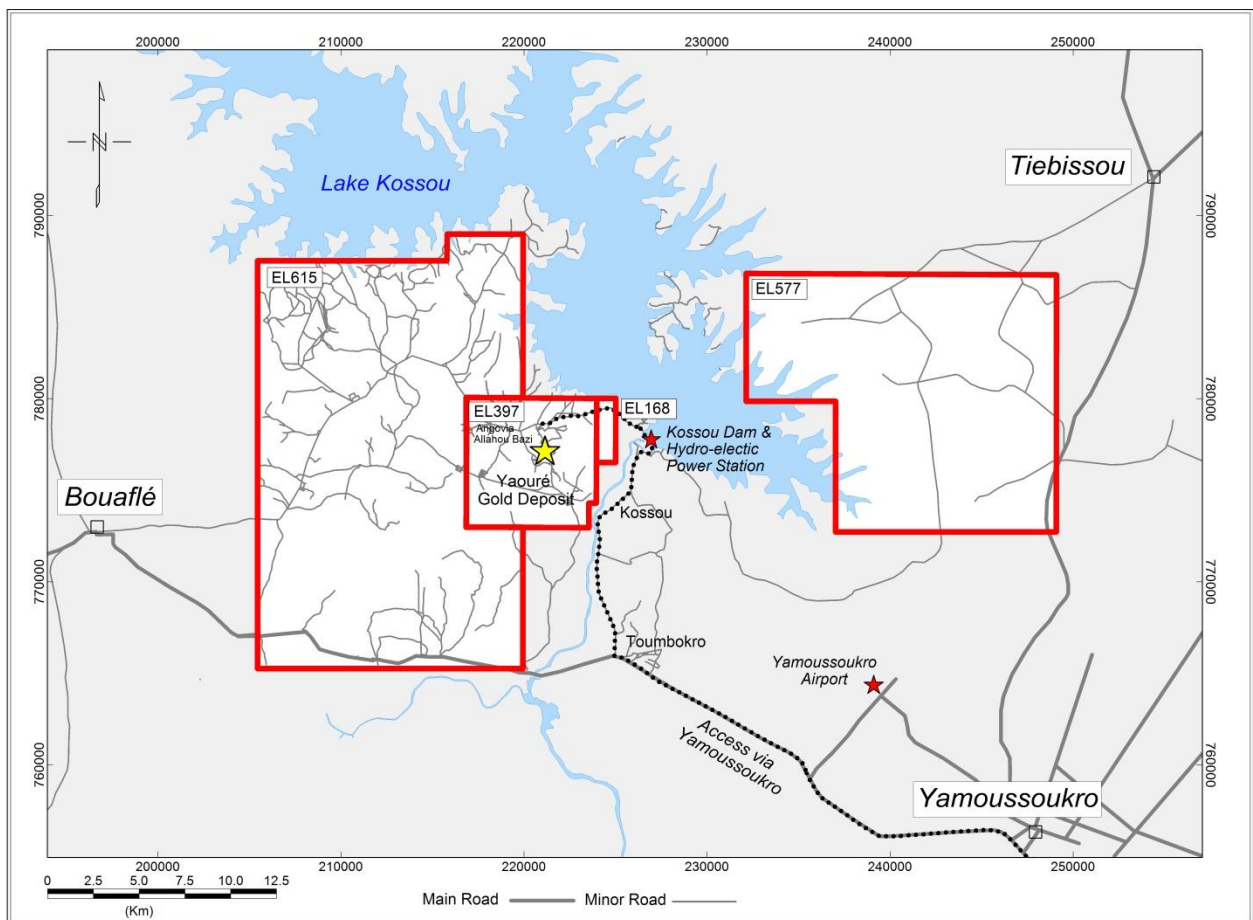 200000
210000
220000
230000
240000
250000
N
Tiebissou
Lake Kossou
790000
790000
EL615
EL577
780000
780000
EL397
EL168
Angovia
Allahou Bazi
Kossou Dam &
Hydro-electic
Power Station
Yaouré
Gold Deposit
Bouaflé
Kossou
770000
770000
Toumbokro
Yamoussoukro
Airport
Access via
Yamoussoukro
760000
760000
Yamoussoukro
200000
210000
220000
230000
240000
250000
0 2.5 5.0 7.5 10.0 12.5
(Km)
Main Road
Minor Road